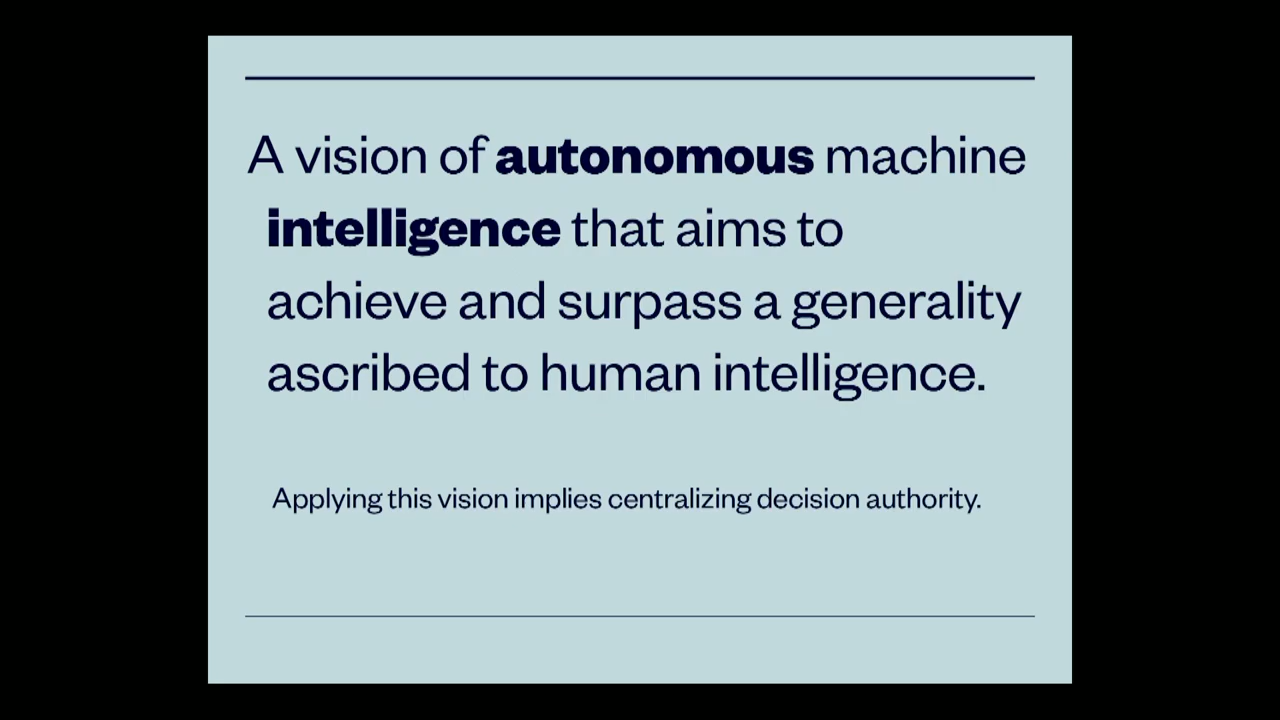 A vision of autonomous machine
intelligence that aims to
achieve and surpass a generality
ascribed to human intelligence.
Applying this vision implies centralizing decision authority.